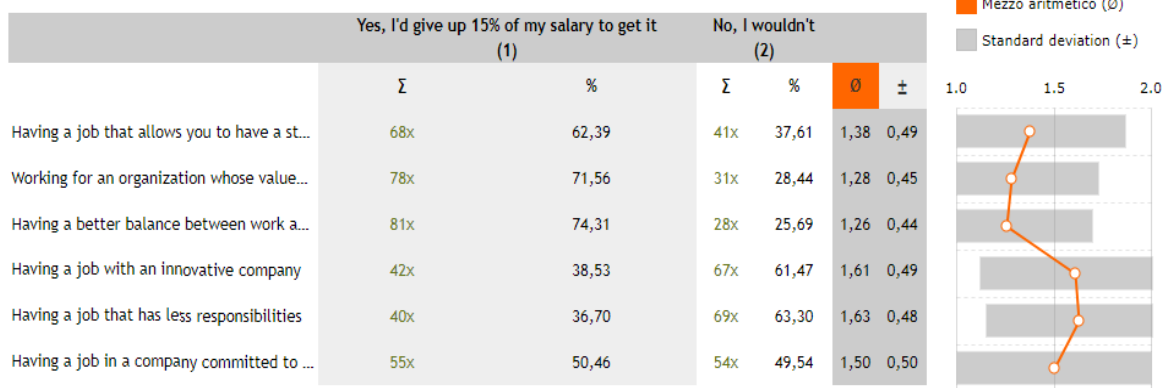 Mezzo aritmetico (Ø)
Standard deviation (±)
Yes, I'd give up 15% of my salary to get it
(1)
No, I wouldn't
(2)
Σ % Σ % Ø ±
1.0 1.5 2.0
Having a job that allows you to have a st... 68x 62,39 41x 37,61 1,38 0,49
Working for an organization whose value... 78x 71,56 31x 28,44 1,28 0,45
Having a better balance between work a... 81x 74,31 28x 25,69 1,26 0,44
Having a job with an innovative company 42x 38,53 67x 61,47 1,61 0,49
Having a job that has less responsibilities 40x 36,70 69x 63,30 1,63 0,48
Having a job in a company committed to ... 55x 50,46 54x 49,54 1,50 0,50